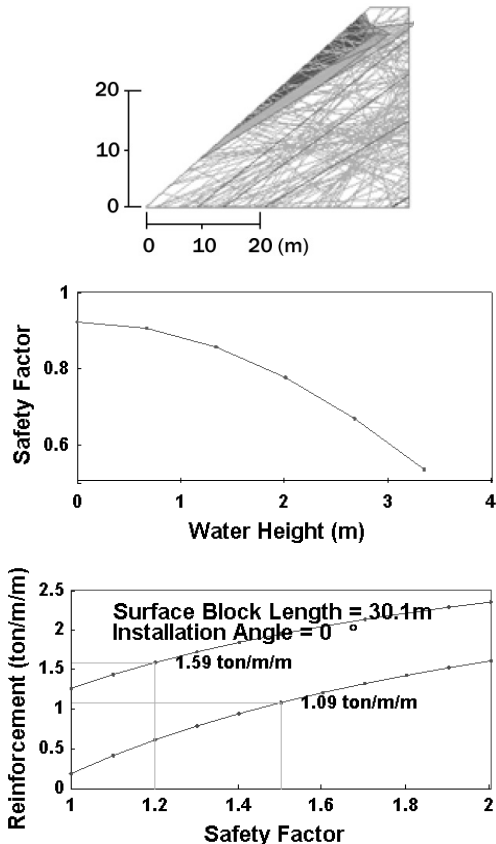 20
10
0
0 10 20 (m)
1
0.8
0.6
Safety Factor
0 1 2 3 4
Water Height (m)
2.5
2
1.5
1
0.5
0
Reinforcement (ton/m/m)
Surface Block Length = 30.1m
Installation Angle = 0 °
1.59 ton/m/m
1.09 ton/m/m
1 1.2 1.4 1.6 1.8 2
Safety Factor